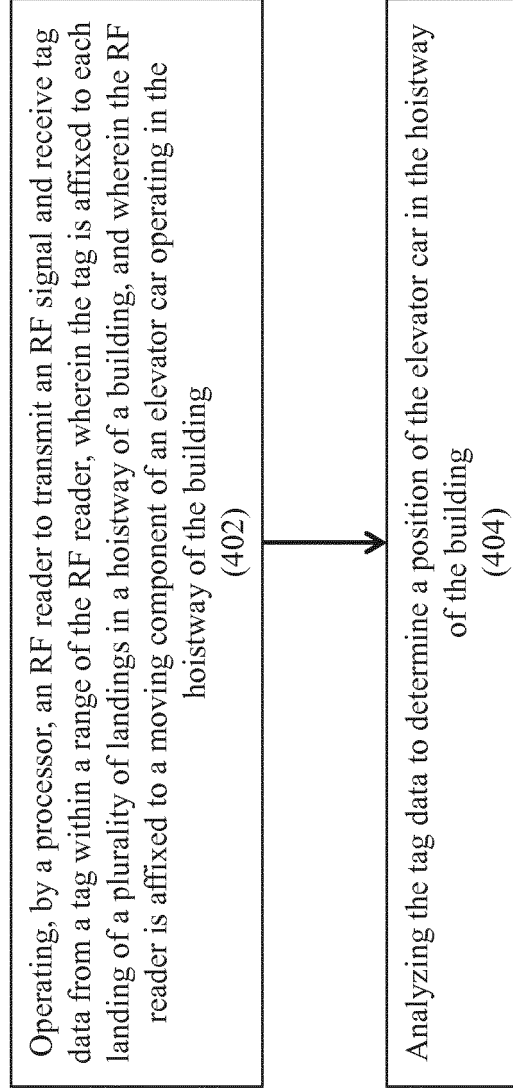 Operating, by a processor, an RF reader to transmit an RF signal and receive tag
data from a tag within a range of the RF reader, wherein the tag is affixed to each
landing of a plurality of landings in a hoistway of a building, and wherein the RF
reader is affixed to a moving component of an elevator car operating in the
hoistway of the building
(402)
Analyzing the tag data to determine a position of the elevator car in the hoistway
of the building
(404)